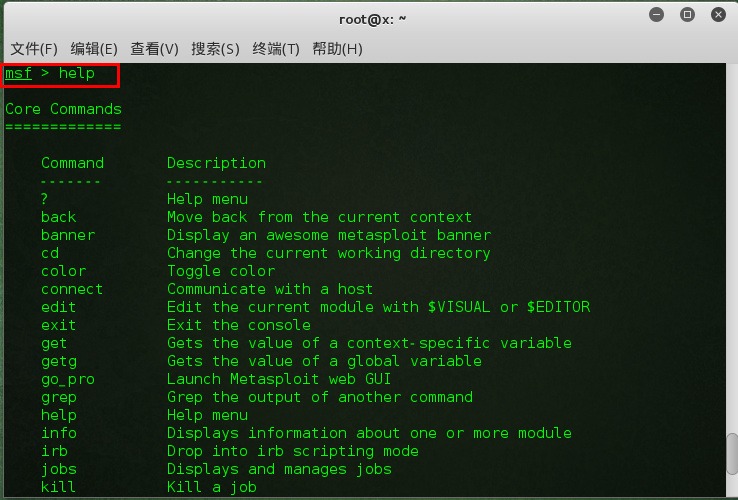 root@x: ~
文件(F) 编辑(E) 查看(V) 搜索(S) 终端(T) 帮助(H)
msf > help
Core Commands
=============
Command Description
------- -----------
? Help menu
back Move back from the current context
banner Display an awesome metasploit banner
cd Change the current working directory
color Toggle color
connect Communicate with a host
edit Edit the current module with $VISUAL or $EDITOR
exit Exit the console
get Gets the value of a context-specific variable
getg Gets the value of a global variable
go_pro Launch Metasploit web GUI
grep Grep the output of another command
help Help menu
info Displays information about one or more module
irb Drop into irb scripting mode
jobs Displays and manages jobs
kill Kill a job